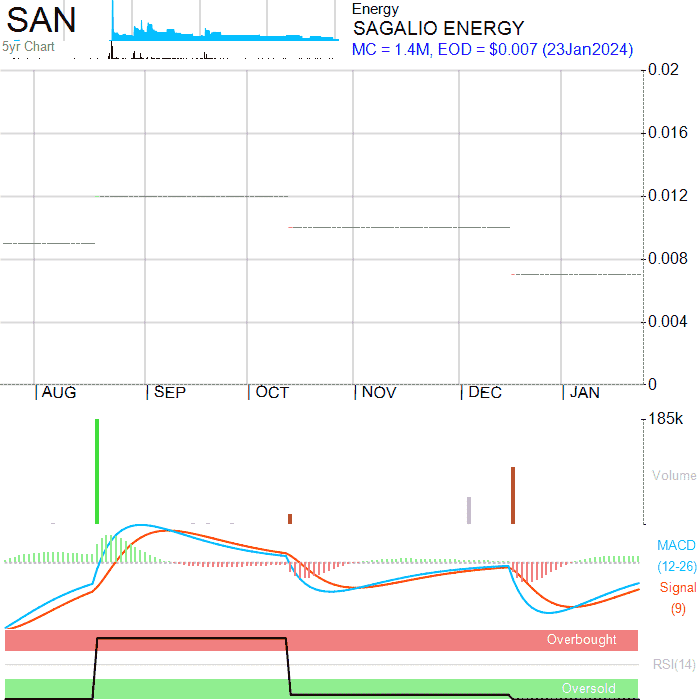 SAN
5yr Chart
Energy
SAGALIO ENERGY
MC = 1.4M, EOD = $0.007 (23Jan2024)
0.02
0.016
0.012
0.008
0.004
0
AUG SEP OCT NOV DEC JAN
185k
Volume
MACD
(12-26)
Signal
(9)
Overbought
RSI(14)
Oversold